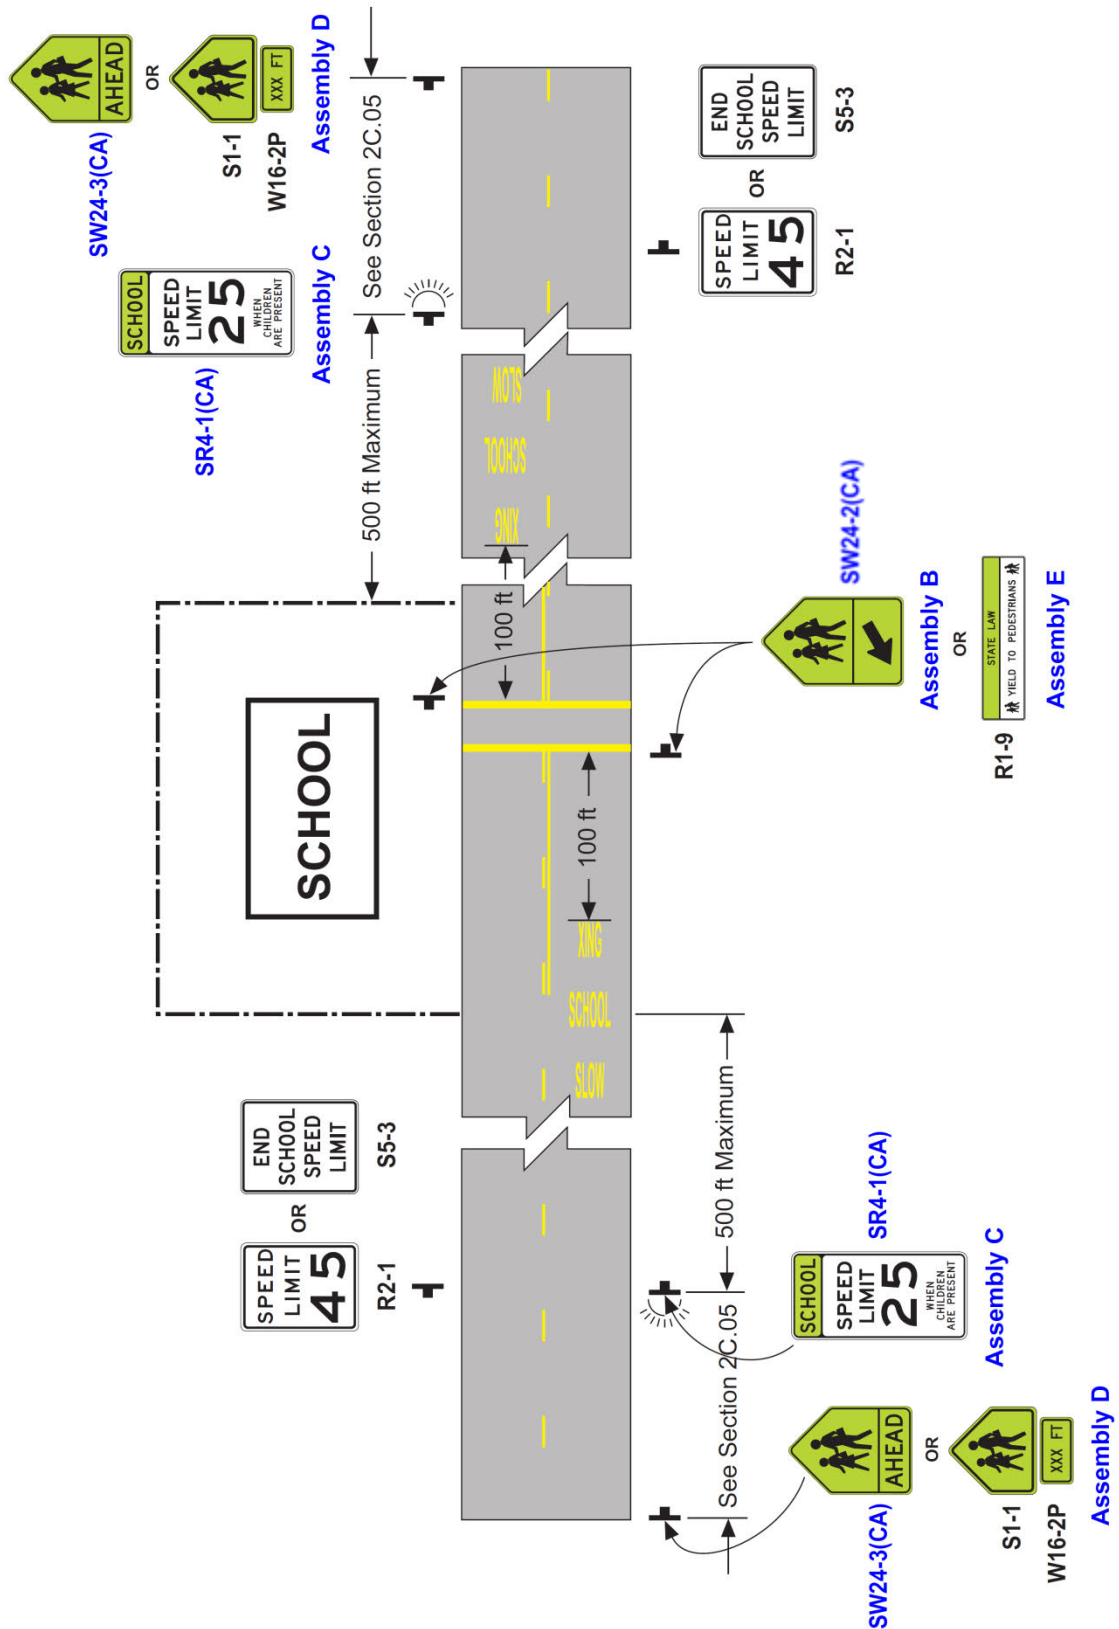 SCHOOL
SPEED
LIMIT
45
R2-1
OR
END
SCHOOL
SPEED
LIMIT
S5-3
SCHOOL
SR4-1(CA)
SCHOOL
SPEED
LIMIT
25
WHEN
CHILDREN
ARE PRESENT
Assembly C
SW24-3(CA)
AHEAD
OR
S1-1
W16-2P
XXX FT
Assembly D
500 ft Maximum
See Section 2C.05
SLOW
SCHOOL
XING
100 ft
100 ft
XING
SCHOOL
SLOW
See Section 2C.05
500 ft Maximum
SW24-3(CA)
AHEAD
OR
S1-1
W16-2P
XXX FT
Assembly D
SCHOOL
SPEED
LIMIT
25
WHEN
CHILDREN
ARE PRESENT
SR4-1(CA)
Assembly C
SW24-2(CA)
Assembly B
OR
R1-9
STATE LAW
YIELD TO PEDESTRIANS
Assembly E
SPEED
LIMIT
45
R2-1
OR
END
SCHOOL
SPEED
LIMIT
S5-3